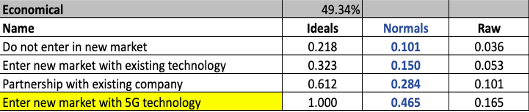 Economical 49.34%
Name Ideals Normals Raw
Do not enter in new market 0.218 0.101 0.036
Enter new market with existing technology 0.323 0.150 0.053
Partnership with existing company 0.612 0.284 0.101
Enter new market with 5G technology 1.000 0.465 0.165